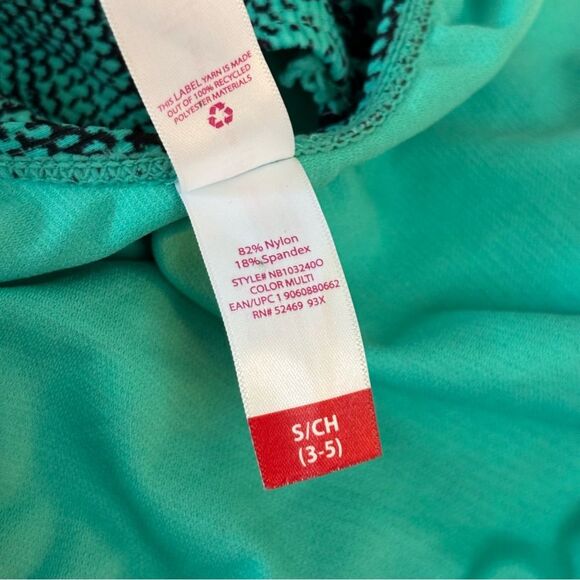 THIS LABEL YARN IS MADE
OUT OF 100% RECYCLED
POLYESTER MATERIALS
82% Nylon
18% Spandex
STYLE# NB103240O
COLOR MULTI
EAN/UPC 1 9060880662
RN# 52469 93X
S/CH
(3-5)